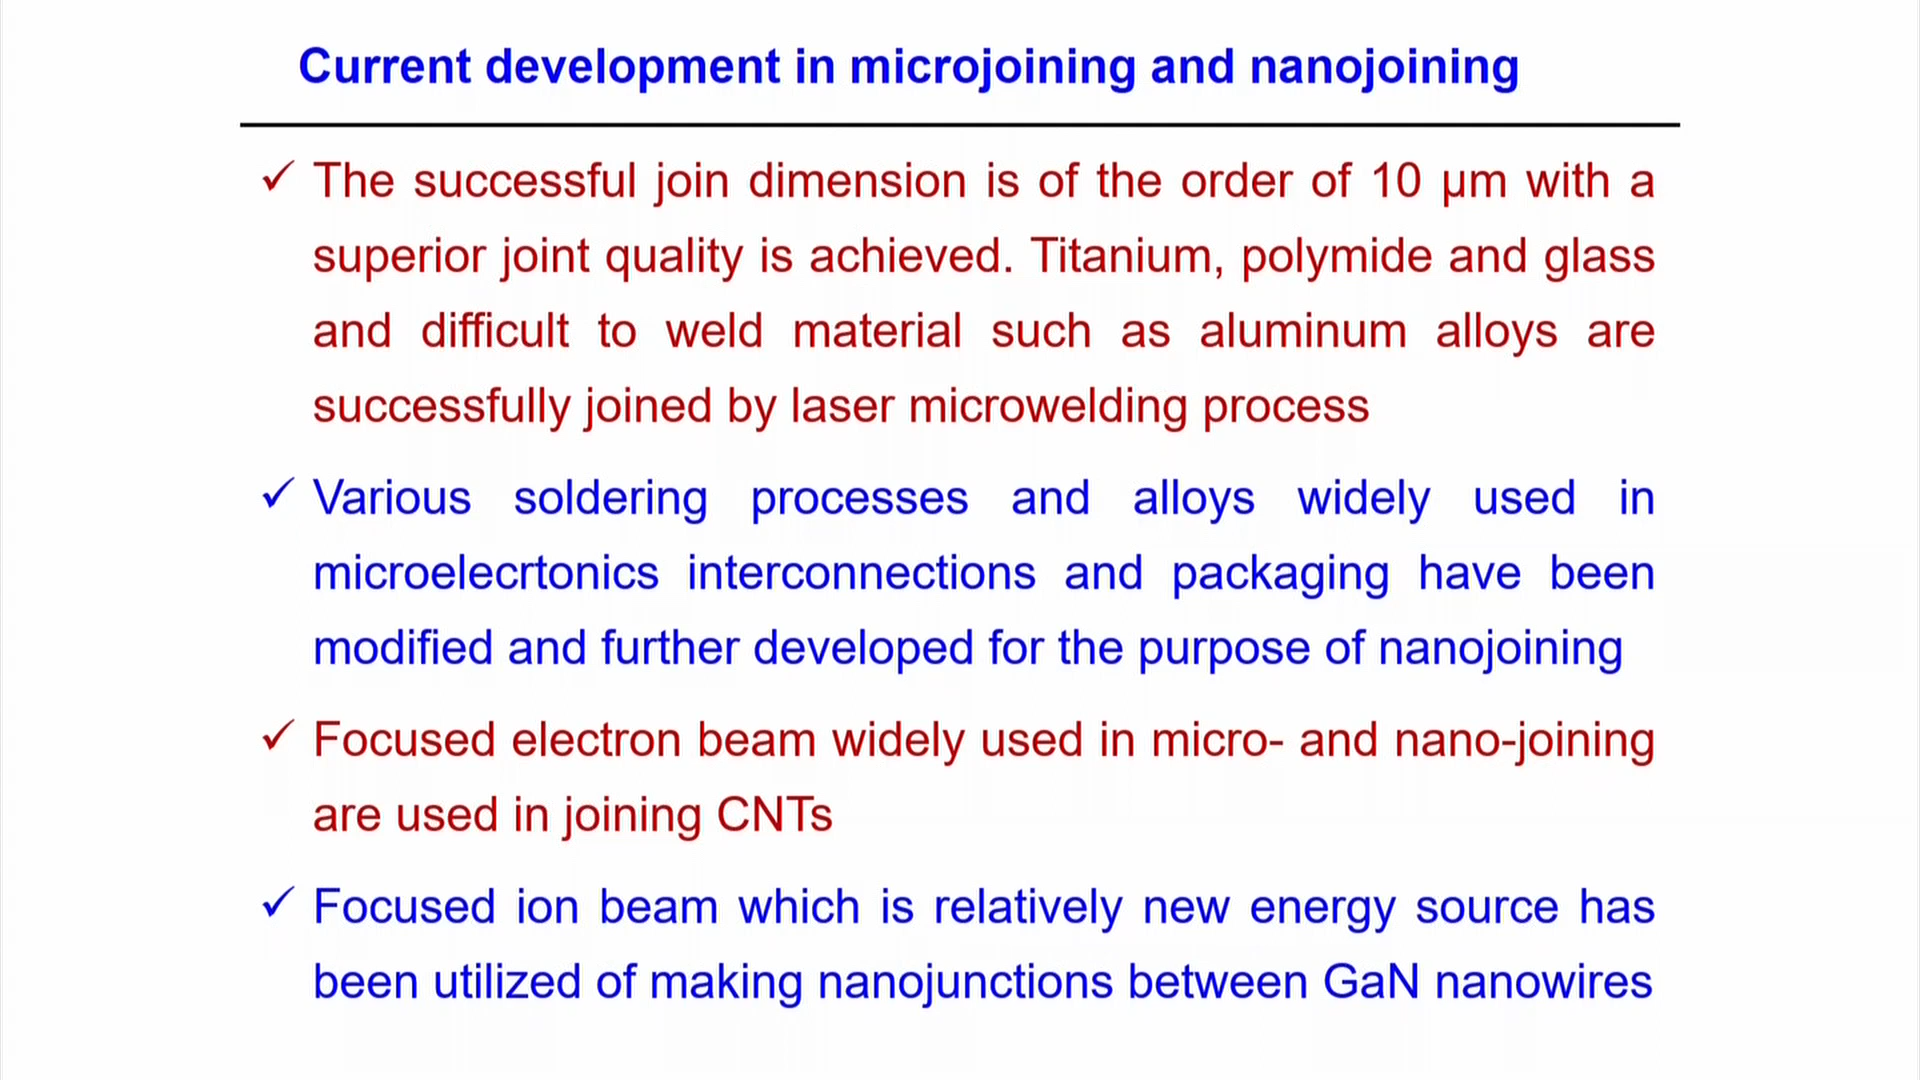 Current development in microjoining and nanojoining
✓ The successful join dimension is of the order of 10 µm with a
superior joint quality is achieved. Titanium, polymide and glass
and difficult to weld material such as aluminum alloys are
successfully joined by laser microwelding process
✓ Various soldering processes and alloys widely used in
microelecrtonics interconnections and packaging have been
modified and further developed for the purpose of nanojoining
✓ Focused electron beam widely used in micro- and nano-joining
are used in joining CNTs
✓ Focused ion beam which is relatively new energy source has
been utilized of making nanojunctions between GaN nanowires